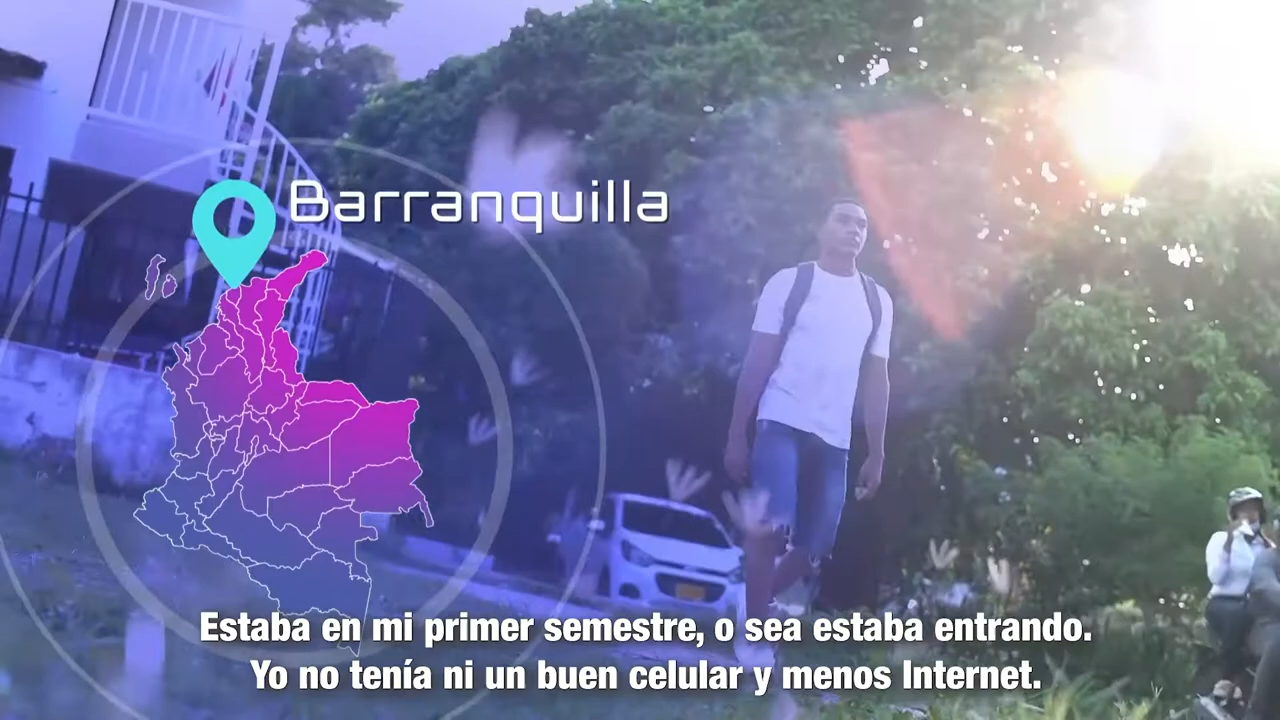 Barranquilla
Estaba en mi primer semestre, o sea estaba entrando.
Yo no tenía ni un buen celular y menos Internet.